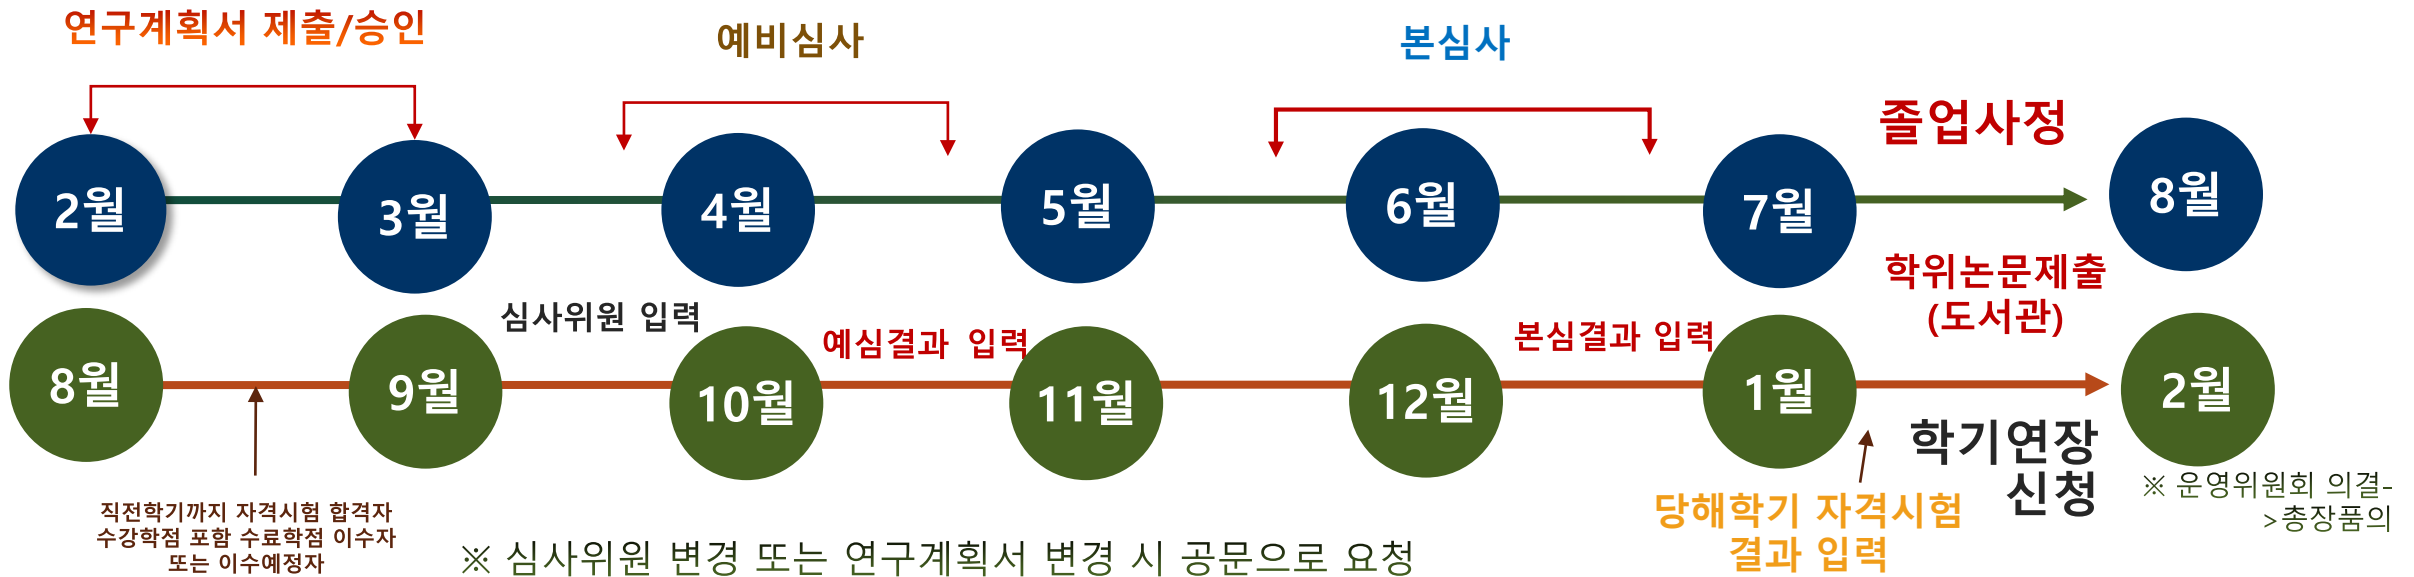 연구계획서 제출/승인
예비심사
본심사
졸업사정
2월
3월
4월
5월
6월
7월
8월
학위논문제출
(도서관)
심사위원 입력
예심결과 입력
본심결과 입력
8월
9월
10월
11월
12월
1월
2월
학기연장
신청
※ 운영위원회 의결-
>총장품의
직전학기까지 자격시험 합격자
수강학점 포함 수료학점 이수자
또는 이수예정자
당해학기 자격시험
결과 입력
※ 심사위원 변경 또는 연구계획서 변경 시 공문으로 요청